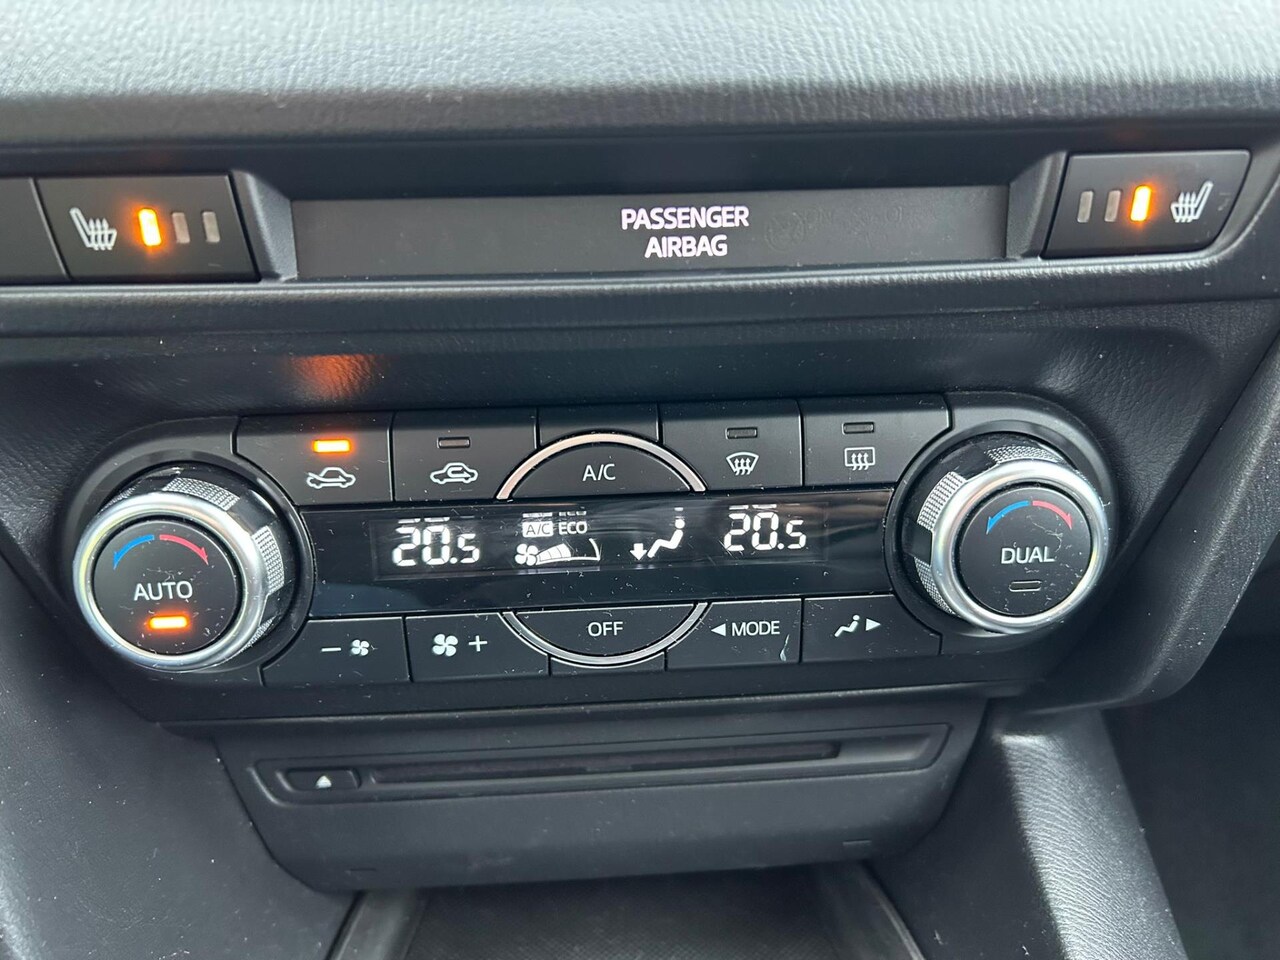 PASSENGER
AIRBAG
A/C
20.5
A/C ECO
20.5
AUTO
DUAL
OFF
MODE